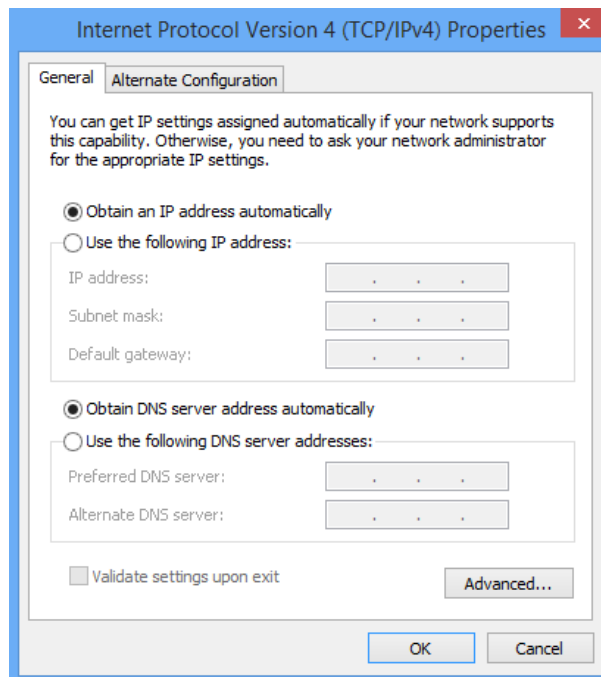 Internet Protocol Version 4 (TCP/IPv4) Properties
General
Alternate Configuration
You can get IP settings assigned automatically if your network supports
this capability. Otherwise, you need to ask your network administrator
for the appropriate IP settings.
Obtain an IP address automatically
Use the following IP address:
IP address:
Subnet mask:
Default gateway:
Obtain DNS server address automatically
Use the following DNS server addresses:
Preferred DNS server:
Alternate DNS server:
Validate settings upon exit
Advanced...
OK
Cancel